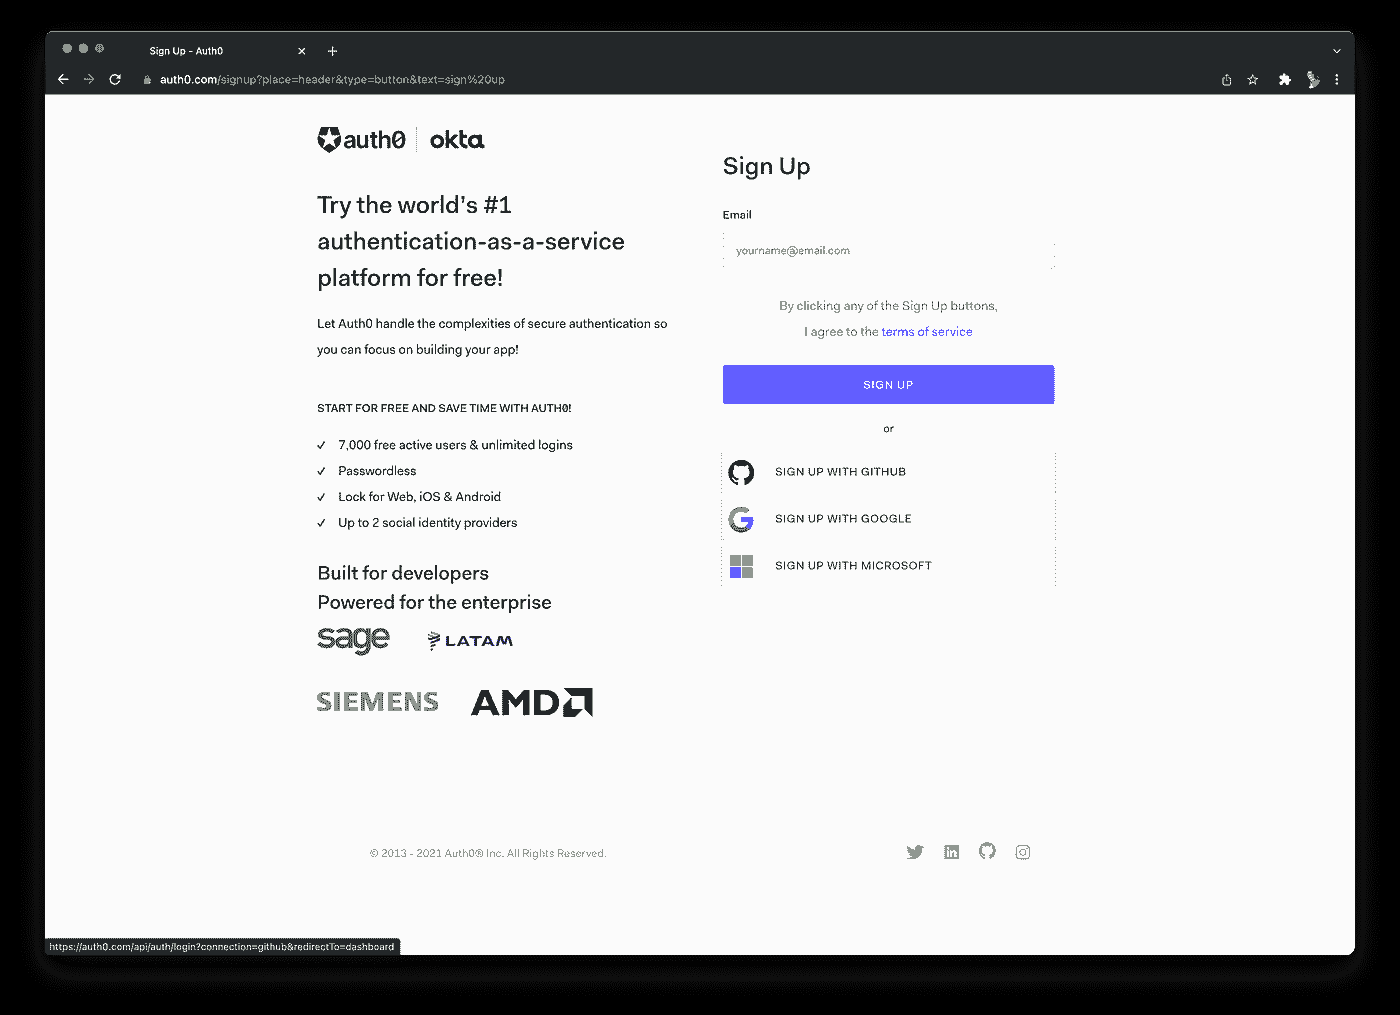 Sign Up - Auth0
auth0.com/signup?place=header&type=button&text=sign%20up
auth0 okta
Try the world's #1
authentication-as-a-service
platform for free!
Let Auth0 handle the complexities of secure authentication so
you can focus on building your app!
START FOR FREE AND SAVE TIME WITH AUTH0!
✓ 7,000 free active users & unlimited logins
✓ Passwordless
✓ Lock for Web, iOS & Android
✓ Up to 2 social identity providers
Built for developers
Powered for the enterprise
sage LATAM
SIEMENS AMD
Sign Up
Email
yourname@email.com
By clicking any of the Sign Up buttons,
I agree to the terms of service
SIGN UP
or
SIGN UP WITH GITHUB
SIGN UP WITH GOOGLE
SIGN UP WITH MICROSOFT
© 2013 - 2021 Auth0® Inc. All Rights Reserved.
https://auth0.com/api/auth/login?connection=github&redirectTo=dashboard